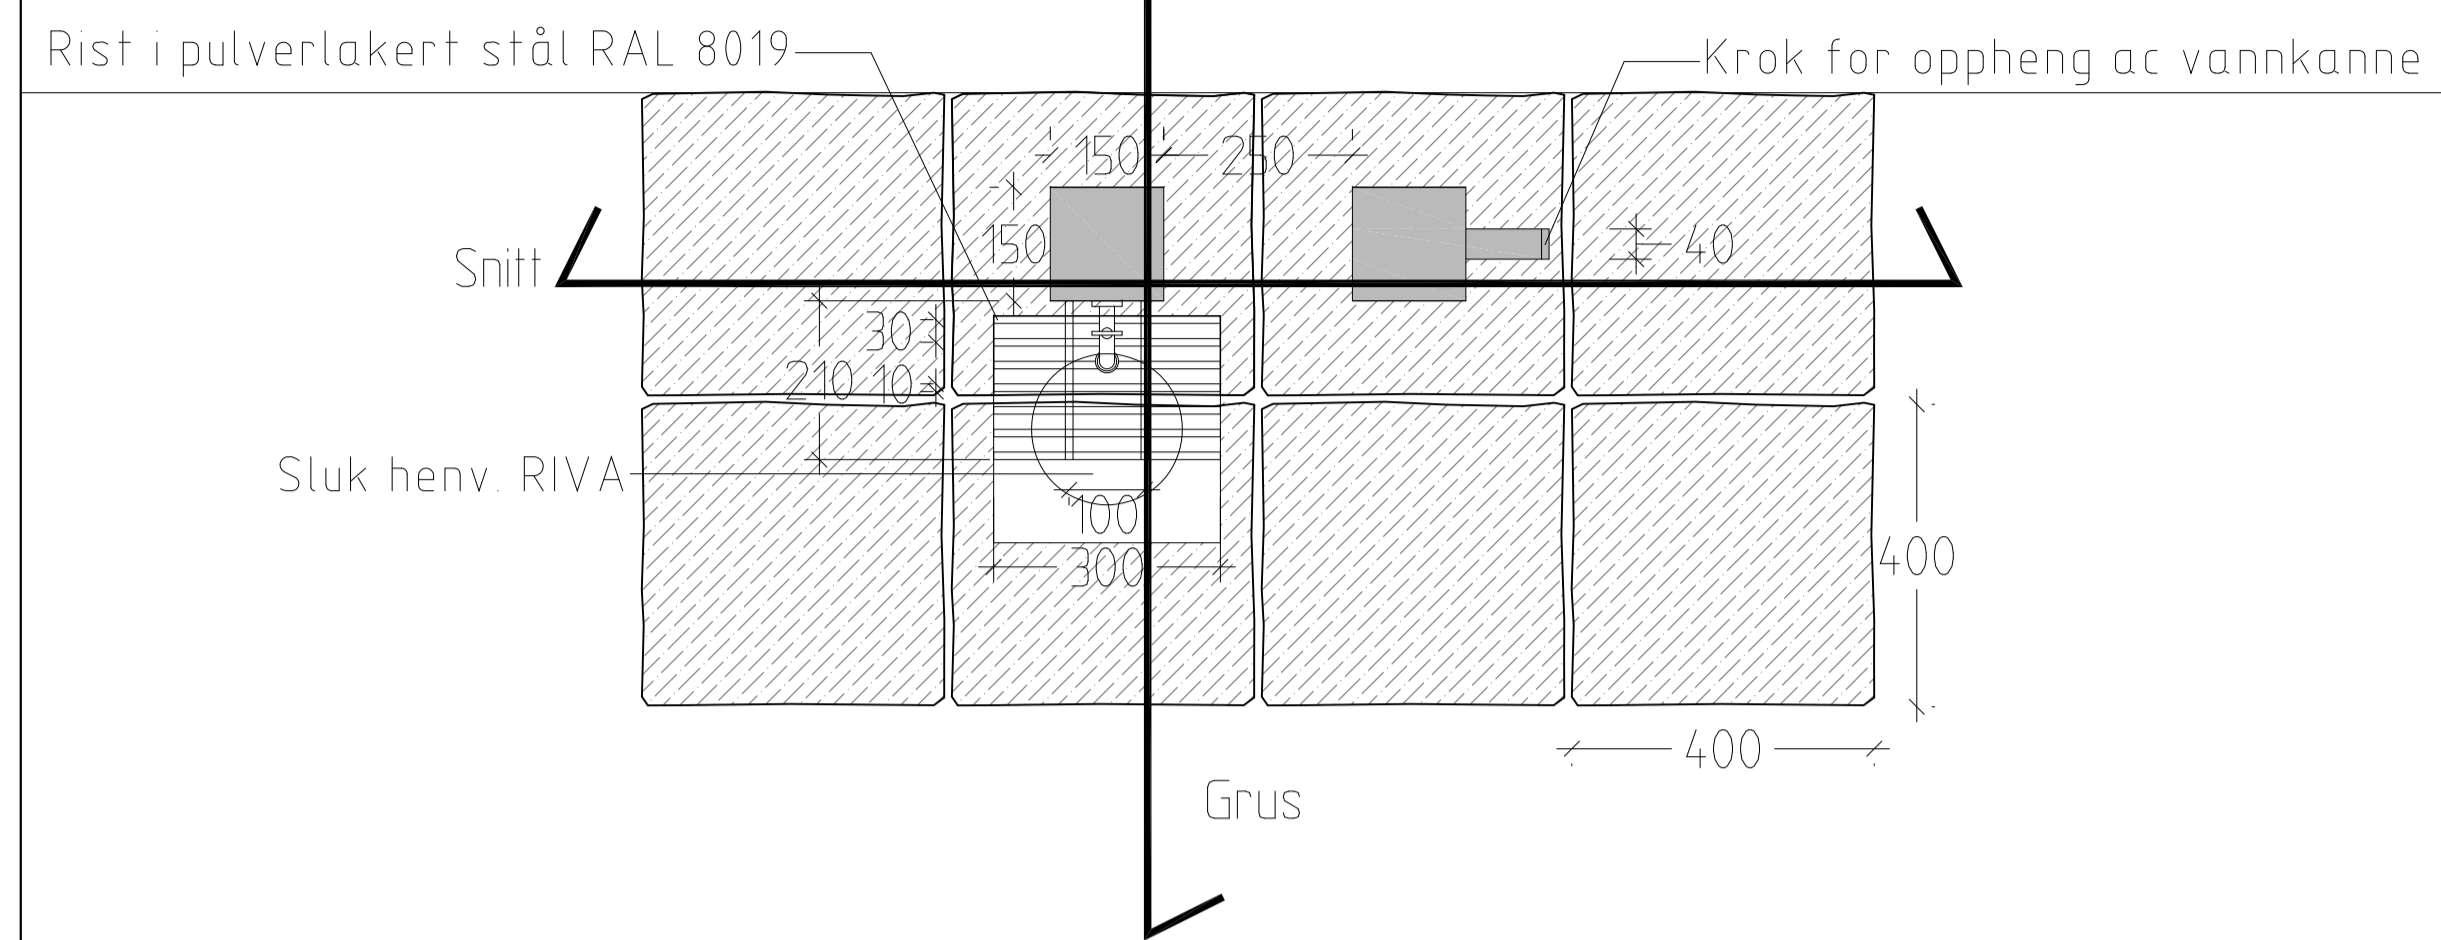 Rist i pulverlakert stål RAL 8019
Krok for oppheng ac vannkanne
150
250
150
40
Snitt
30
210
10
Sluk henv. RIVA
100
300
400
400
Grus